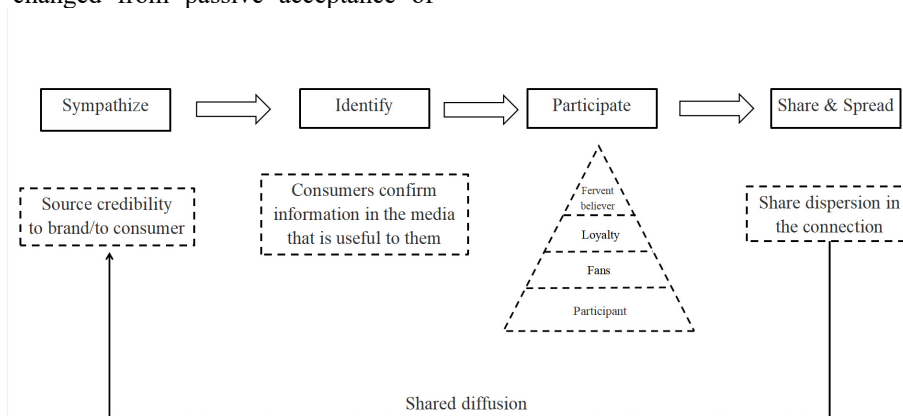 changed from passive acceptance of
Sympathize
Identify
Participate
Share & Spread
Source credibility
to brand/to consumer
Consumers confirm
information in the media
that is useful to them
Fervent
believer
Loyalty
Fans
Participant
Share dispersion in
the connection
Shared diffusion